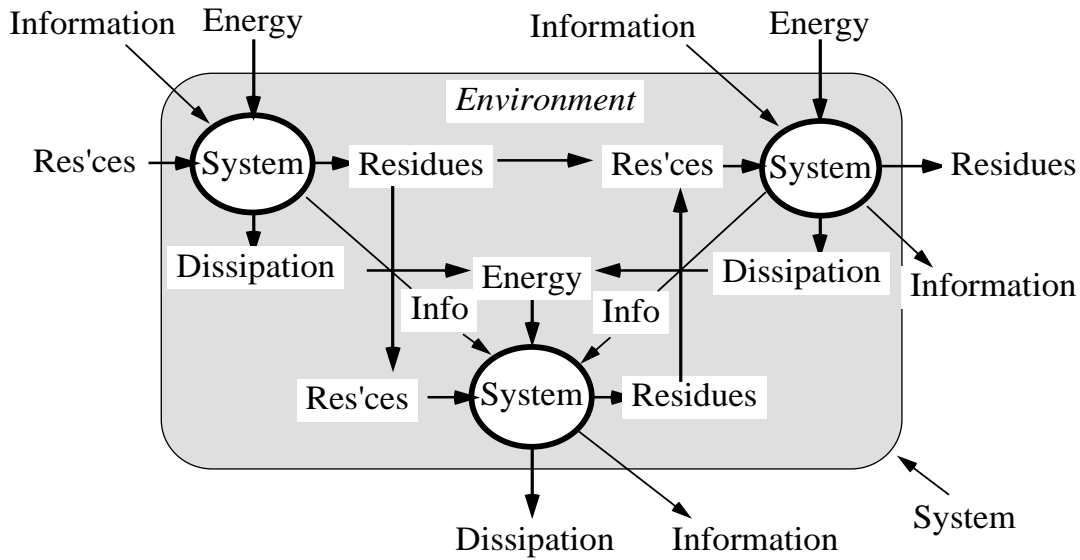 Information
Energy
Information
Energy
Environment
Res'ces
System
Residues
Res'ces
System
Residues
Dissipation
Energy
Dissipation
Information
Info
Info
Res'ces
System
Residues
System
Dissipation
Information